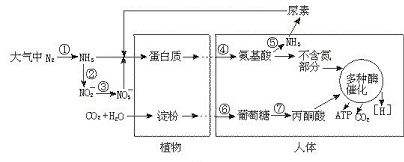 尿素
大气中 N₂ ① NH₃ 蛋白质 ④ 氨基酸 ⑤ NH₃ 不含氮部分
② NO₂⁻ ③ NO₃⁻
多种酶催化
CO₂+H₂O 淀粉 ⑥ 葡萄糖 ⑦ 丙酮酸 ATP CO₂ [H]
植物 人体